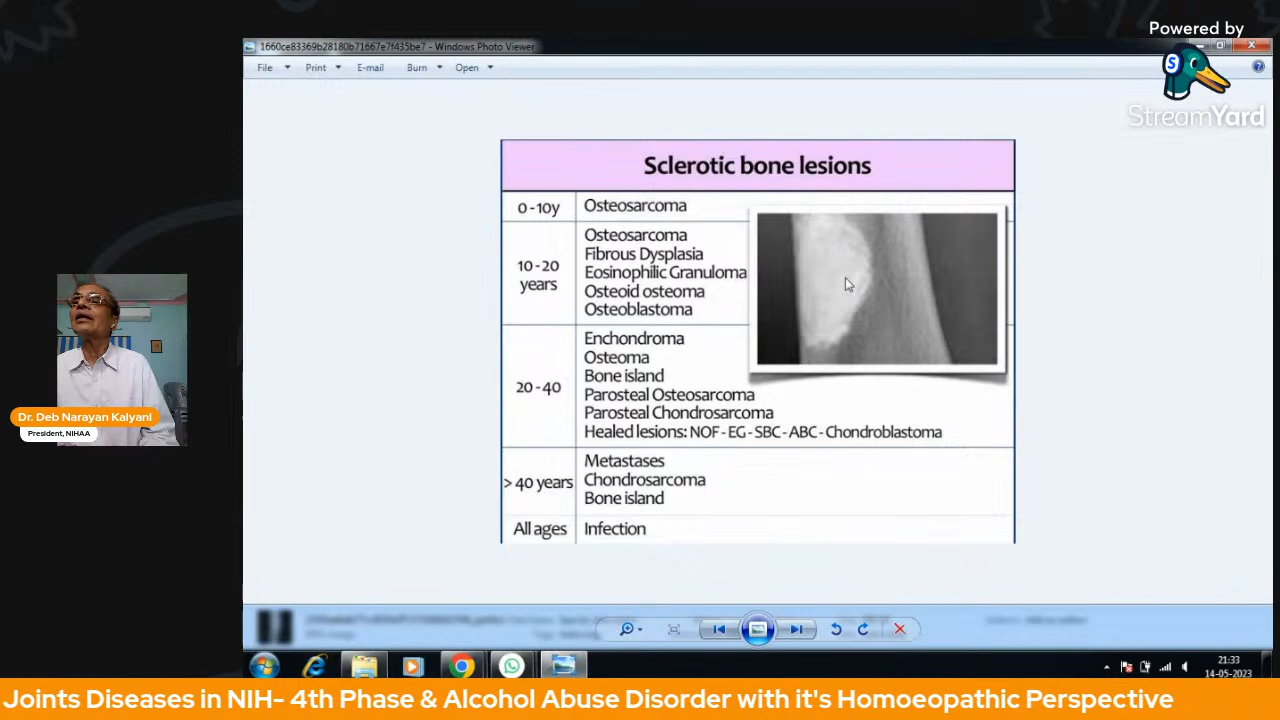 Powered by
StreamYard
1660ce83369b28180b71667e7f435be7 - Windows Photo Viewer
File Print E-mail Burn Open
Sclerotic bone lesions
0-10y Osteosarcoma
10-20 years
Osteosarcoma
Fibrous Dysplasia
Eosinophilic Granuloma
Osteoid osteoma
Osteoblastoma
20-40
Enchondroma
Osteoma
Bone island
Parosteal Osteosarcoma
Parosteal Chondrosarcoma
Healed lesions: NOF - EG - SBC - ABC - Chondroblastoma
> 40 years
Metastases
Chondrosarcoma
Bone island
All ages Infection
Dr. Deb Narayan Kalyani
President, NIHAA
21:33
14-05-2023
Joints Diseases in NIH- 4th Phase & Alcohol Abuse Disorder with it's Homoeopathic Perspective